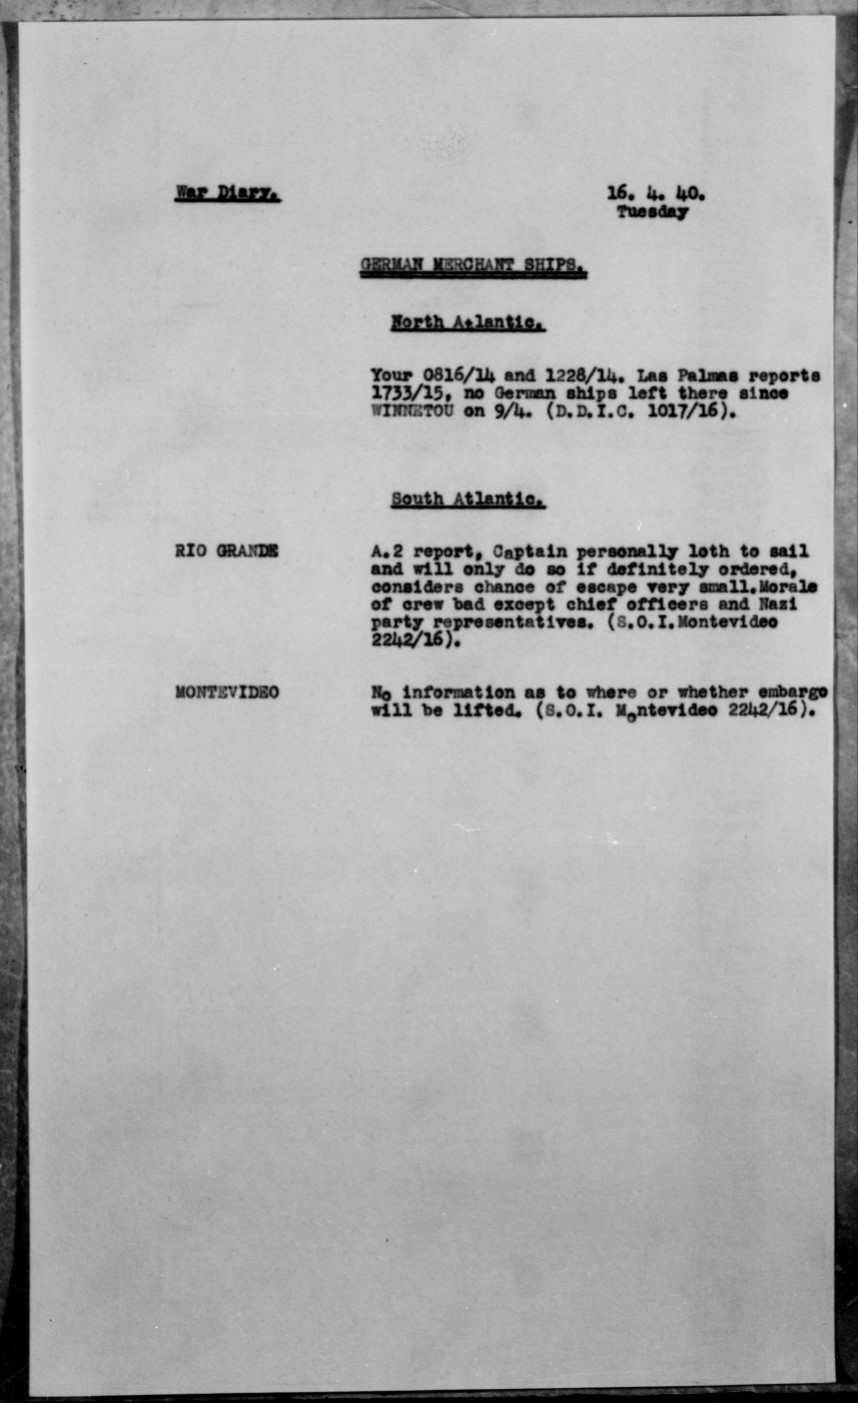 War Diary. 16. 4. 40.
Tuesday
GERMAN MERCHANT SHIPS.
North Atlantic.
Your 0816/14 and 1228/14. Las Palmas reports
1733/15, no German ships left there since
WINNETOU on 9/4. (D.D.I.C. 1017/16).
South Atlantic.
RIO GRANDE A.2 report, Captain personally loth to sail
and will only do so if definitely ordered,
considers chance of escape very small.Morale
of crew bad except chief officers and Nazi
party representatives. (S.O.I.Montevideo
2242/16).
MONTEVIDEO No information as to where or whether embargo
will be lifted. (S.O.I. Montevideo 2242/16).